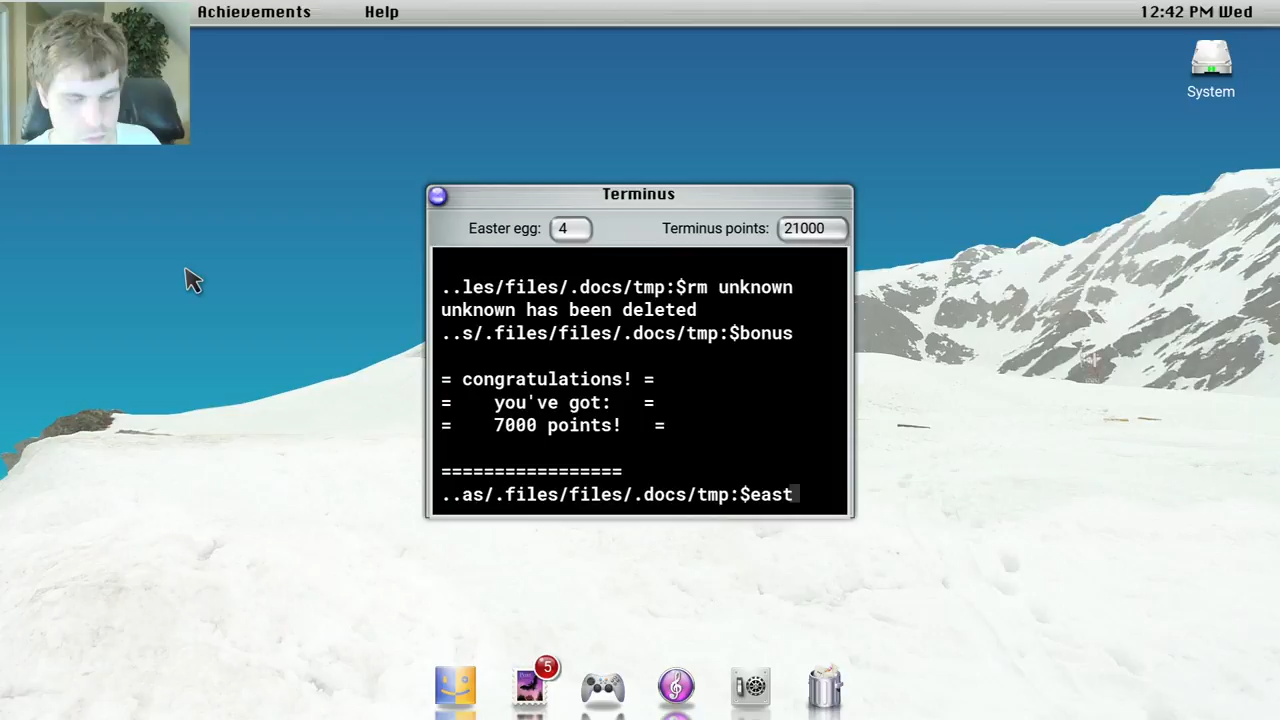 Achievements Help 12:42 PM Wed
System
Terminus
Easter egg: 4 Terminus points: 21000
..les/files/.docs/tmp:$rm unknown
unknown has been deleted
..s/.files/files/.docs/tmp:$bonus
= congratulations! =
= you've got: =
= 7000 points! =
=================
..as/.files/files/.docs/tmp:$east
5